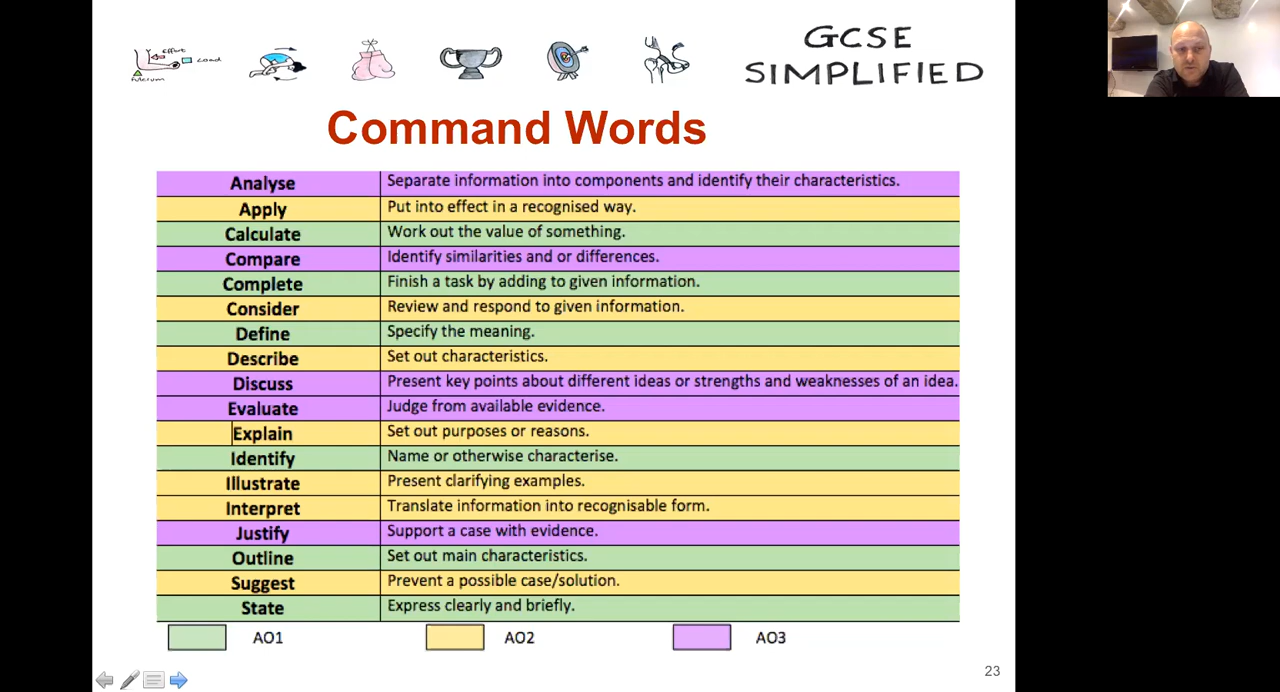 Effort
Load
Fulcrum
GCSE
SIMPLIFIED
Command Words
Analyse Separate information into components and identify their characteristics.
Apply Put into effect in a recognised way.
Calculate Work out the value of something.
Compare Identify similarities and or differences.
Complete Finish a task by adding to given information.
Consider Review and respond to given information.
Define Specify the meaning.
Describe Set out characteristics.
Discuss Present key points about different ideas or strengths and weaknesses of an idea.
Evaluate Judge from available evidence.
Explain Set out purposes or reasons.
Identify Name or otherwise characterise.
Illustrate Present clarifying examples.
Interpret Translate information into recognisable form.
Justify Support a case with evidence.
Outline Set out main characteristics.
Suggest Prevent a possible case/solution.
State Express clearly and briefly.
AO1 AO2 AO3
23